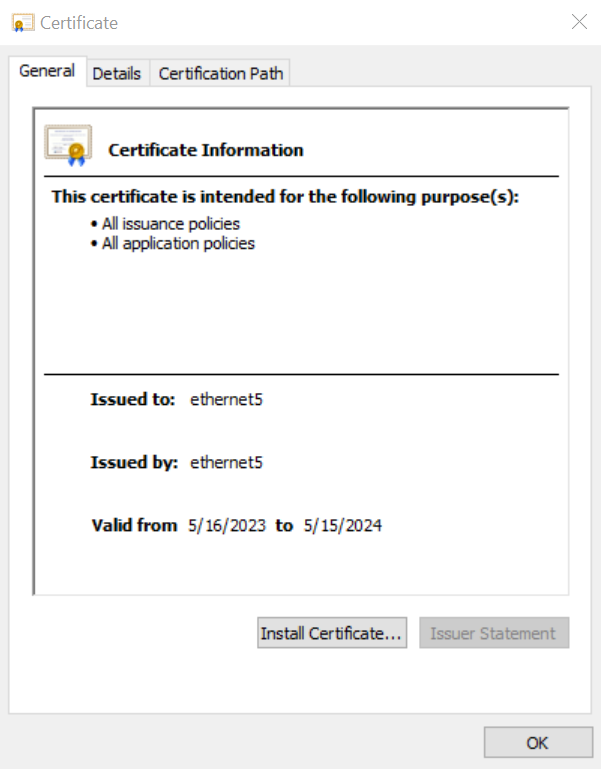 Certificate
General Details Certification Path
Certificate Information
This certificate is intended for the following purpose(s):
• All issuance policies
• All application policies
Issued to: ethernet5
Issued by: ethernet5
Valid from 5/16/2023 to 5/15/2024
Install Certificate... Issuer Statement
OK